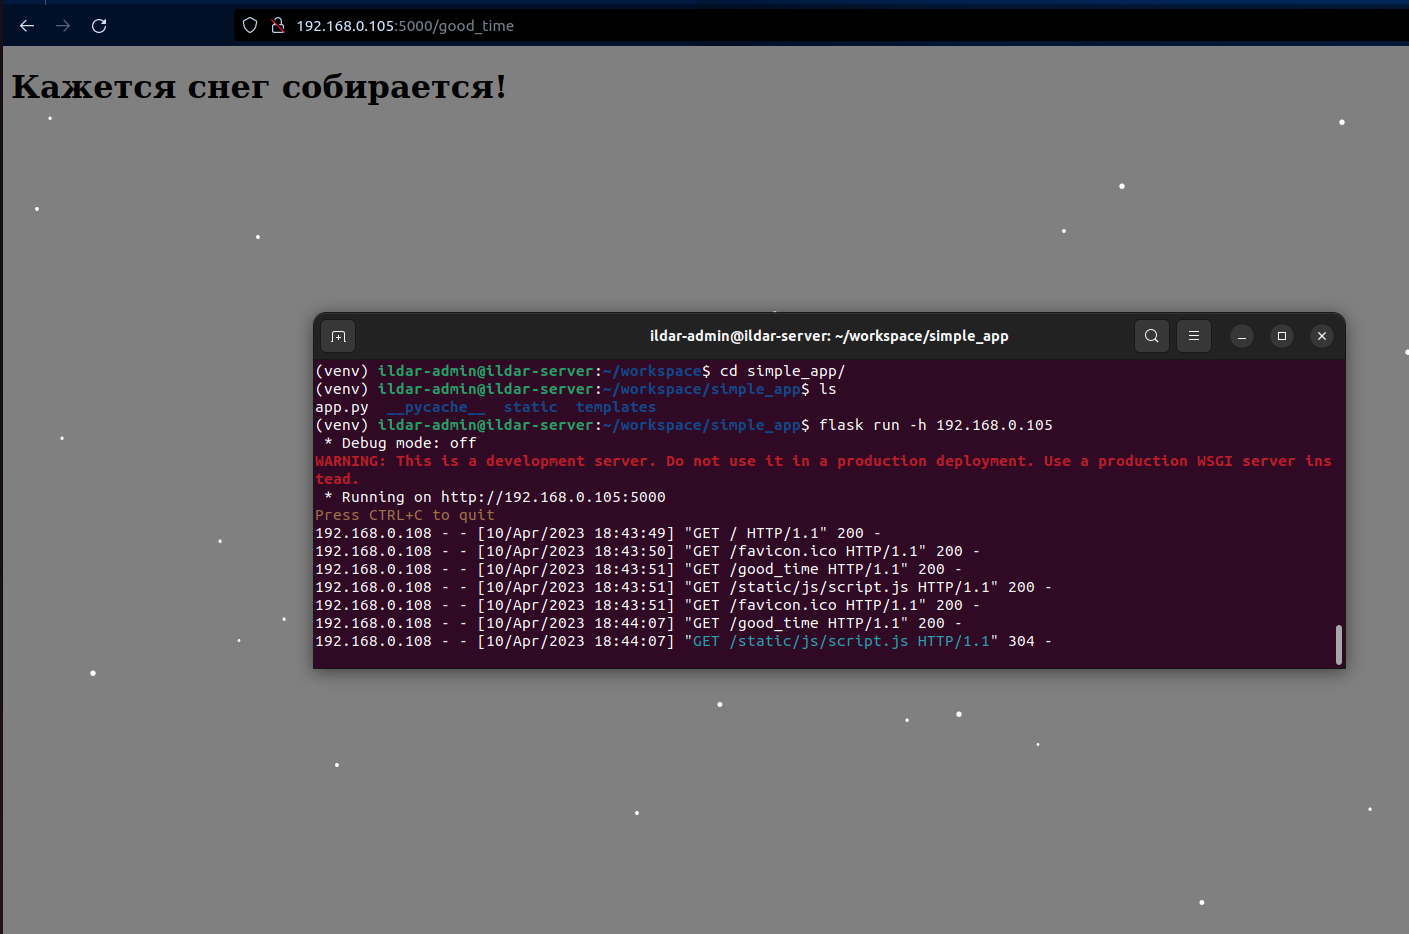 192.168.0.105:5000/good_time
Кажется снег собирается!
ildar-admin@ildar-server: ~/workspace/simple_app
(venv) ildar-admin@ildar-server:~/workspace$ cd simple_app/
(venv) ildar-admin@ildar-server:~/workspace/simple_app$ ls
app.py  __pycache__  static  templates
(venv) ildar-admin@ildar-server:~/workspace/simple_app$ flask run -h 192.168.0.105
 * Debug mode: off
WARNING: This is a development server. Do not use it in a production deployment. Use a production WSGI server ins
tead.
 * Running on http://192.168.0.105:5000
Press CTRL+C to quit
192.168.0.108 - - [10/Apr/2023 18:43:49] "GET / HTTP/1.1" 200 -
192.168.0.108 - - [10/Apr/2023 18:43:50] "GET /favicon.ico HTTP/1.1" 200 -
192.168.0.108 - - [10/Apr/2023 18:43:51] "GET /good_time HTTP/1.1" 200 -
192.168.0.108 - - [10/Apr/2023 18:43:51] "GET /static/js/script.js HTTP/1.1" 200 -
192.168.0.108 - - [10/Apr/2023 18:43:51] "GET /favicon.ico HTTP/1.1" 200 -
192.168.0.108 - - [10/Apr/2023 18:44:07] "GET /good_time HTTP/1.1" 200 -
192.168.0.108 - - [10/Apr/2023 18:44:07] "GET /static/js/script.js HTTP/1.1" 304 -